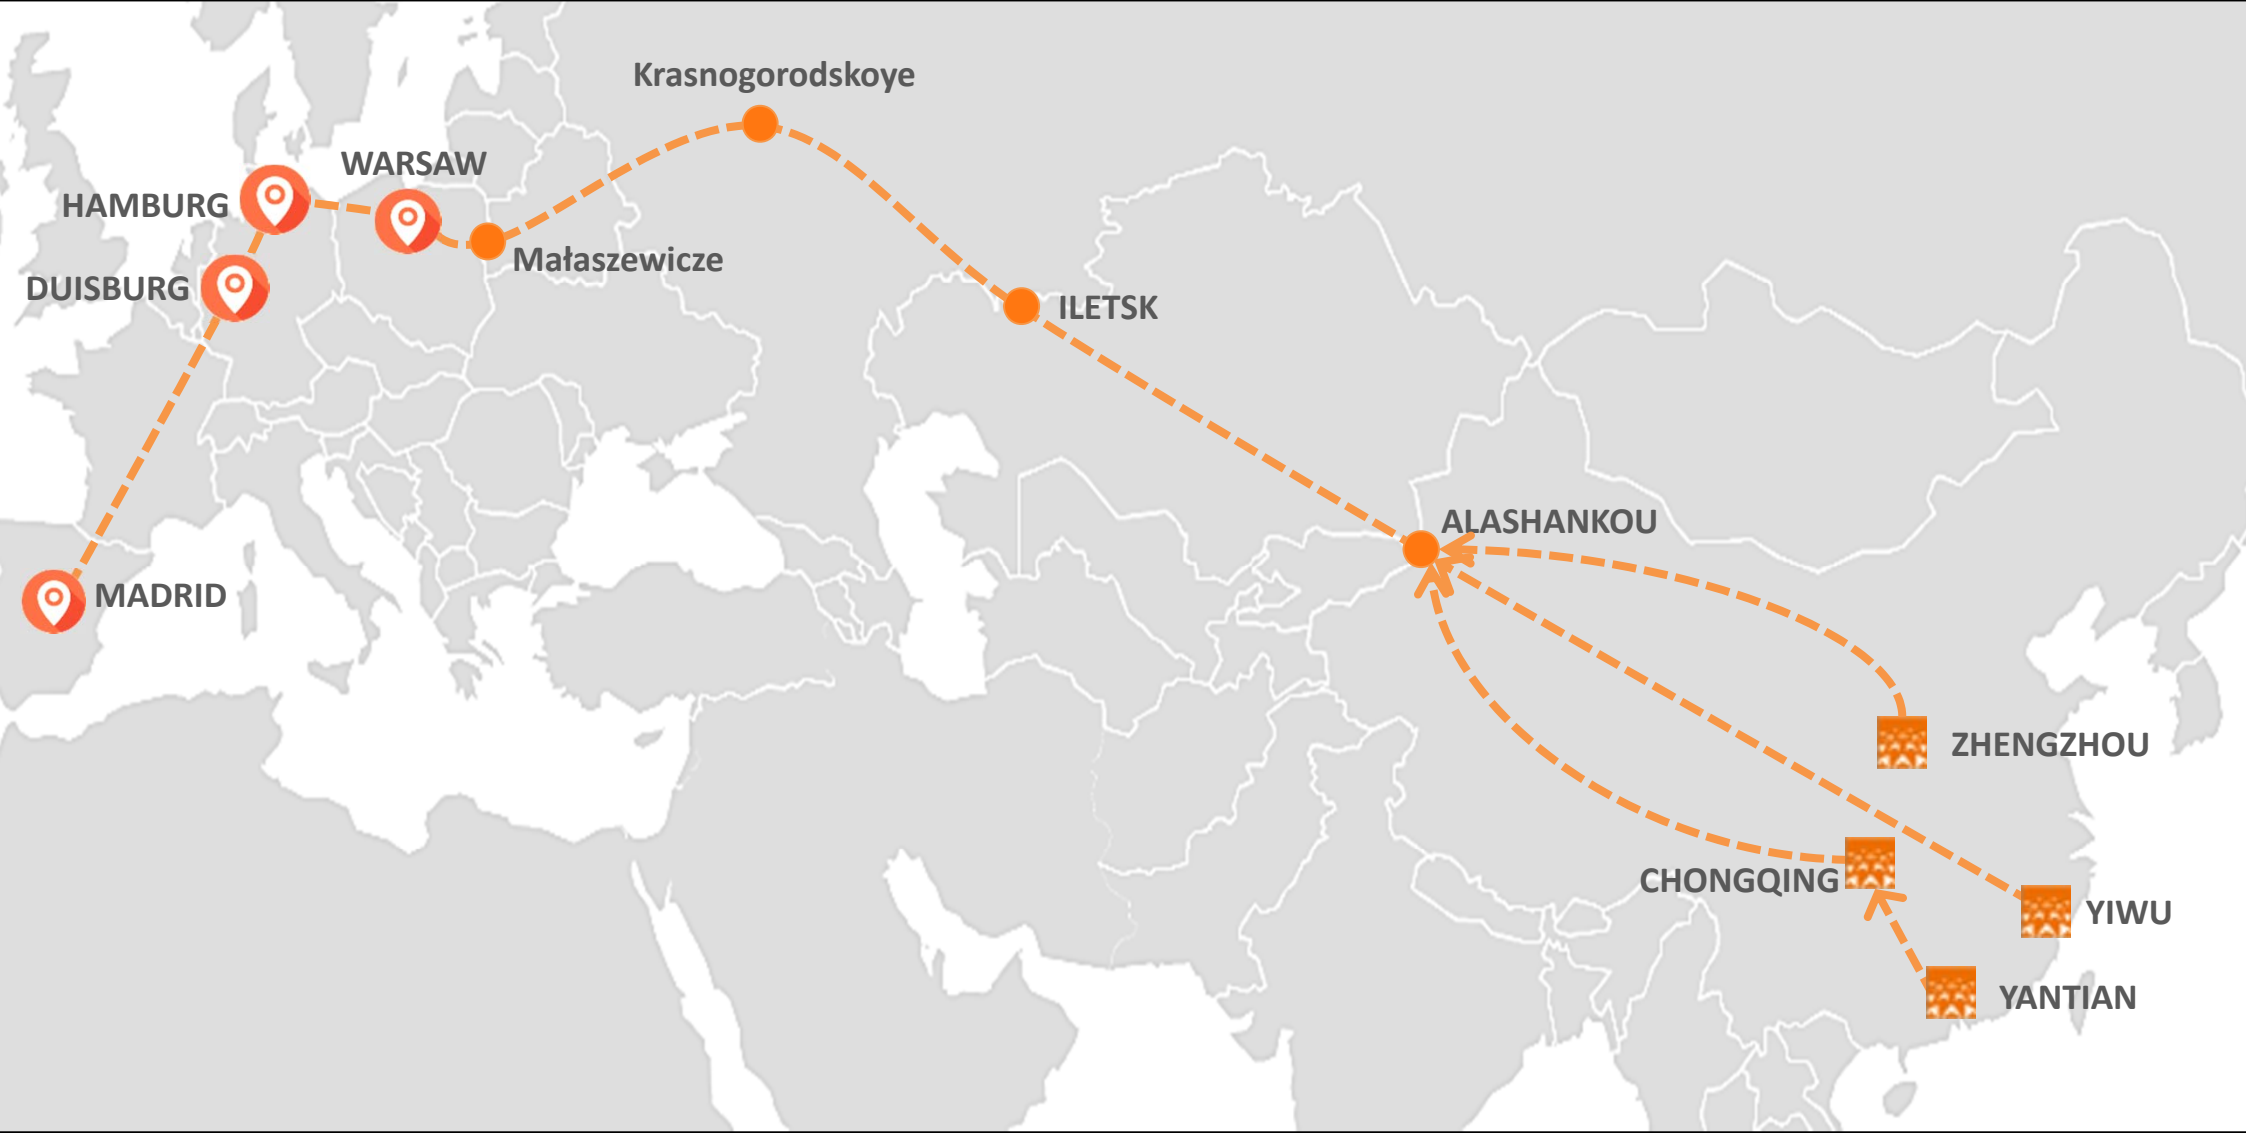 Krasnogorodskoye
WARSAW
HAMBURG
Małaszewicze
DUISBURG
ILETSK
ALASHANKOU
MADRID
ZHENGZHOU
CHONGQING
YIWU
YANTIAN